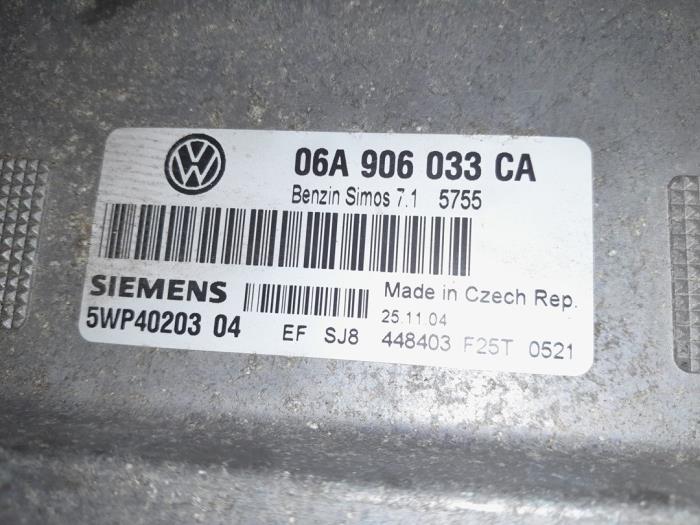 06A 906 033 CA
Benzin Simos 7.1 5755
SIEMENS Made in Czech Rep.
25.11.04
5WP40203 04 EF SJ8 448403 F25T 0521